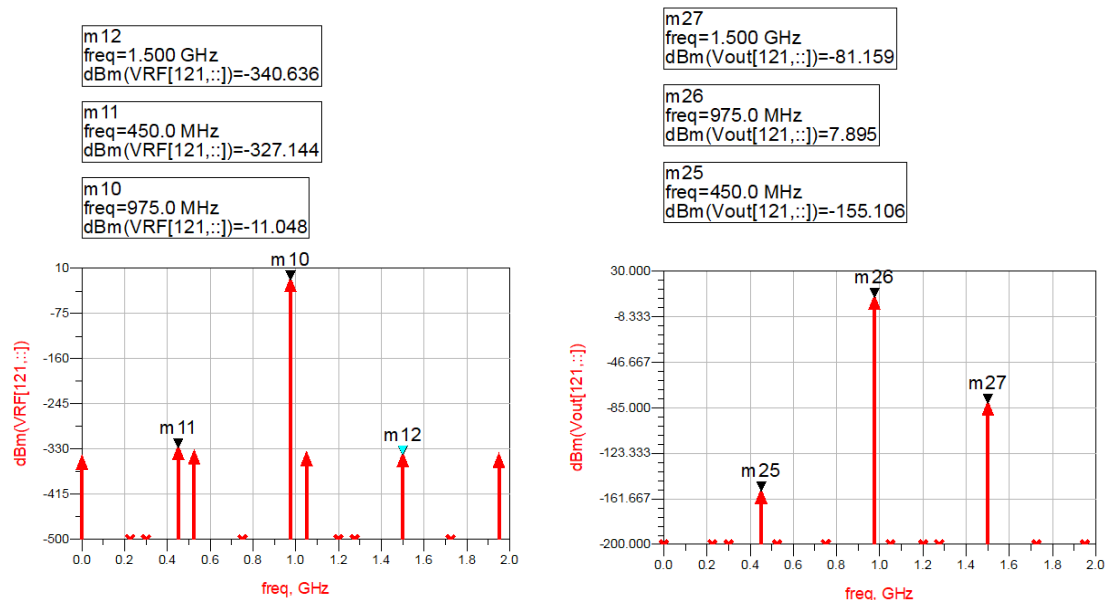 m12
freq=1.500 GHz
dBm(VRF[121,::])=-340.636
m11
freq=450.0 MHz
dBm(VRF[121,::])=-327.144
m10
freq=975.0 MHz
dBm(VRF[121,::])=-11.048
m10
10
-75
-160
-245
-330
-415
-500
dBm(VRF[121,::])
m11
m12
0.0 0.2 0.4 0.6 0.8 1.0 1.2 1.4 1.6 1.8 2.0
freq, GHz
m27
freq=1.500 GHz
dBm(Vout[121,::])=-81.159
m26
freq=975.0 MHz
dBm(Vout[121,::])=7.895
m25
freq=450.0 MHz
dBm(Vout[121,::])=-155.106
30.000
-8.333
-46.667
-85.000
-123.333
-161.667
-200.000
dBm(Vout[121,::])
m26
m27
m25
0.0 0.2 0.4 0.6 0.8 1.0 1.2 1.4 1.6 1.8 2.0
freq, GHz